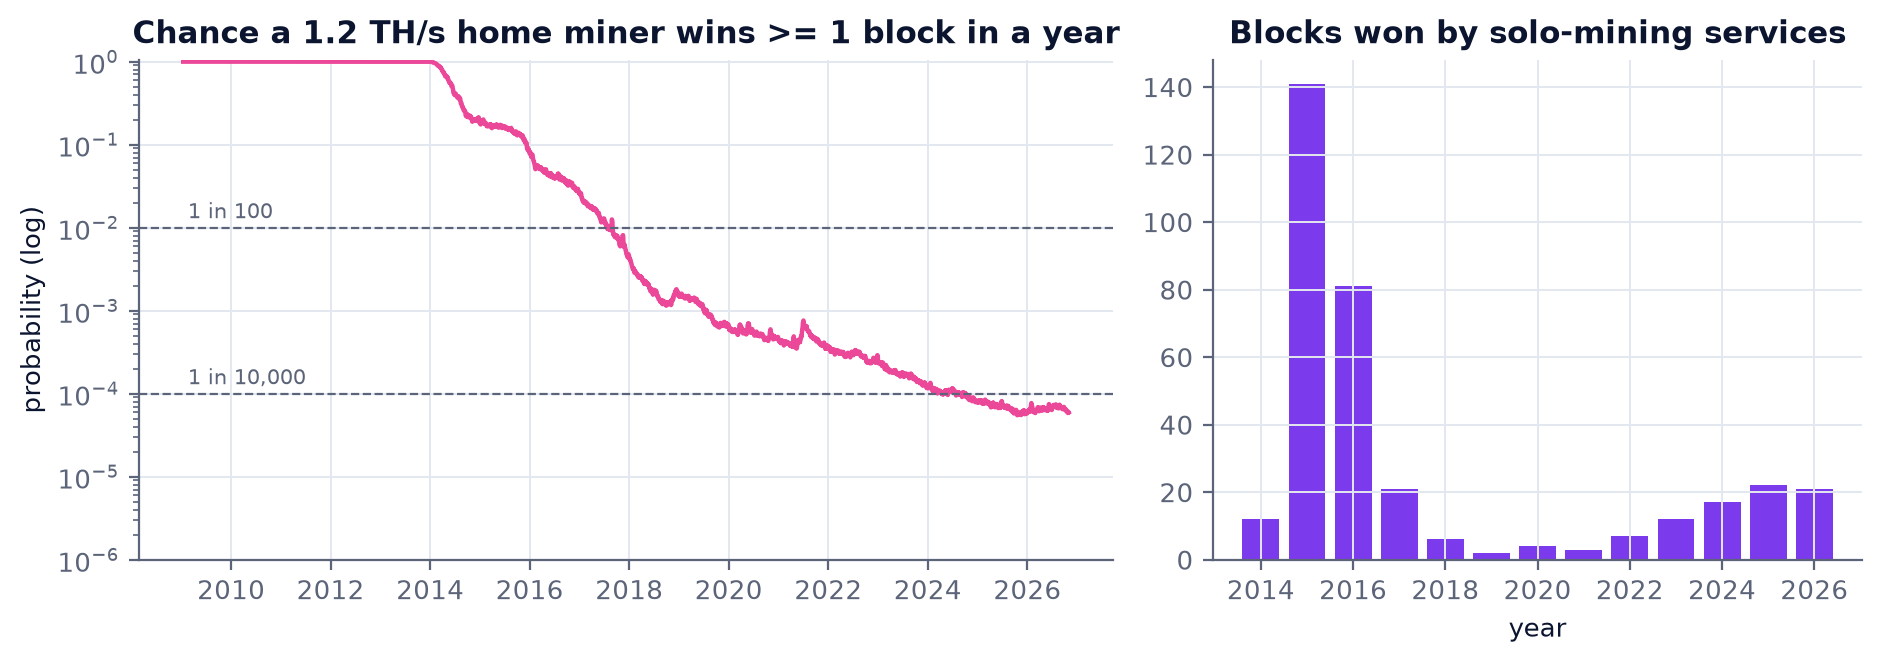 Chance a 1.2 TH/s home miner wins >= 1 block in a year
probability (log)
10⁰
10⁻¹
10⁻²
10⁻³
10⁻⁴
10⁻⁵
10⁻⁶
1 in 100
1 in 10,000
2010 2012 2014 2016 2018 2020 2022 2024 2026
Blocks won by solo-mining services
140
120
100
80
60
40
20
0
2014 2016 2018 2020 2022 2024 2026
year